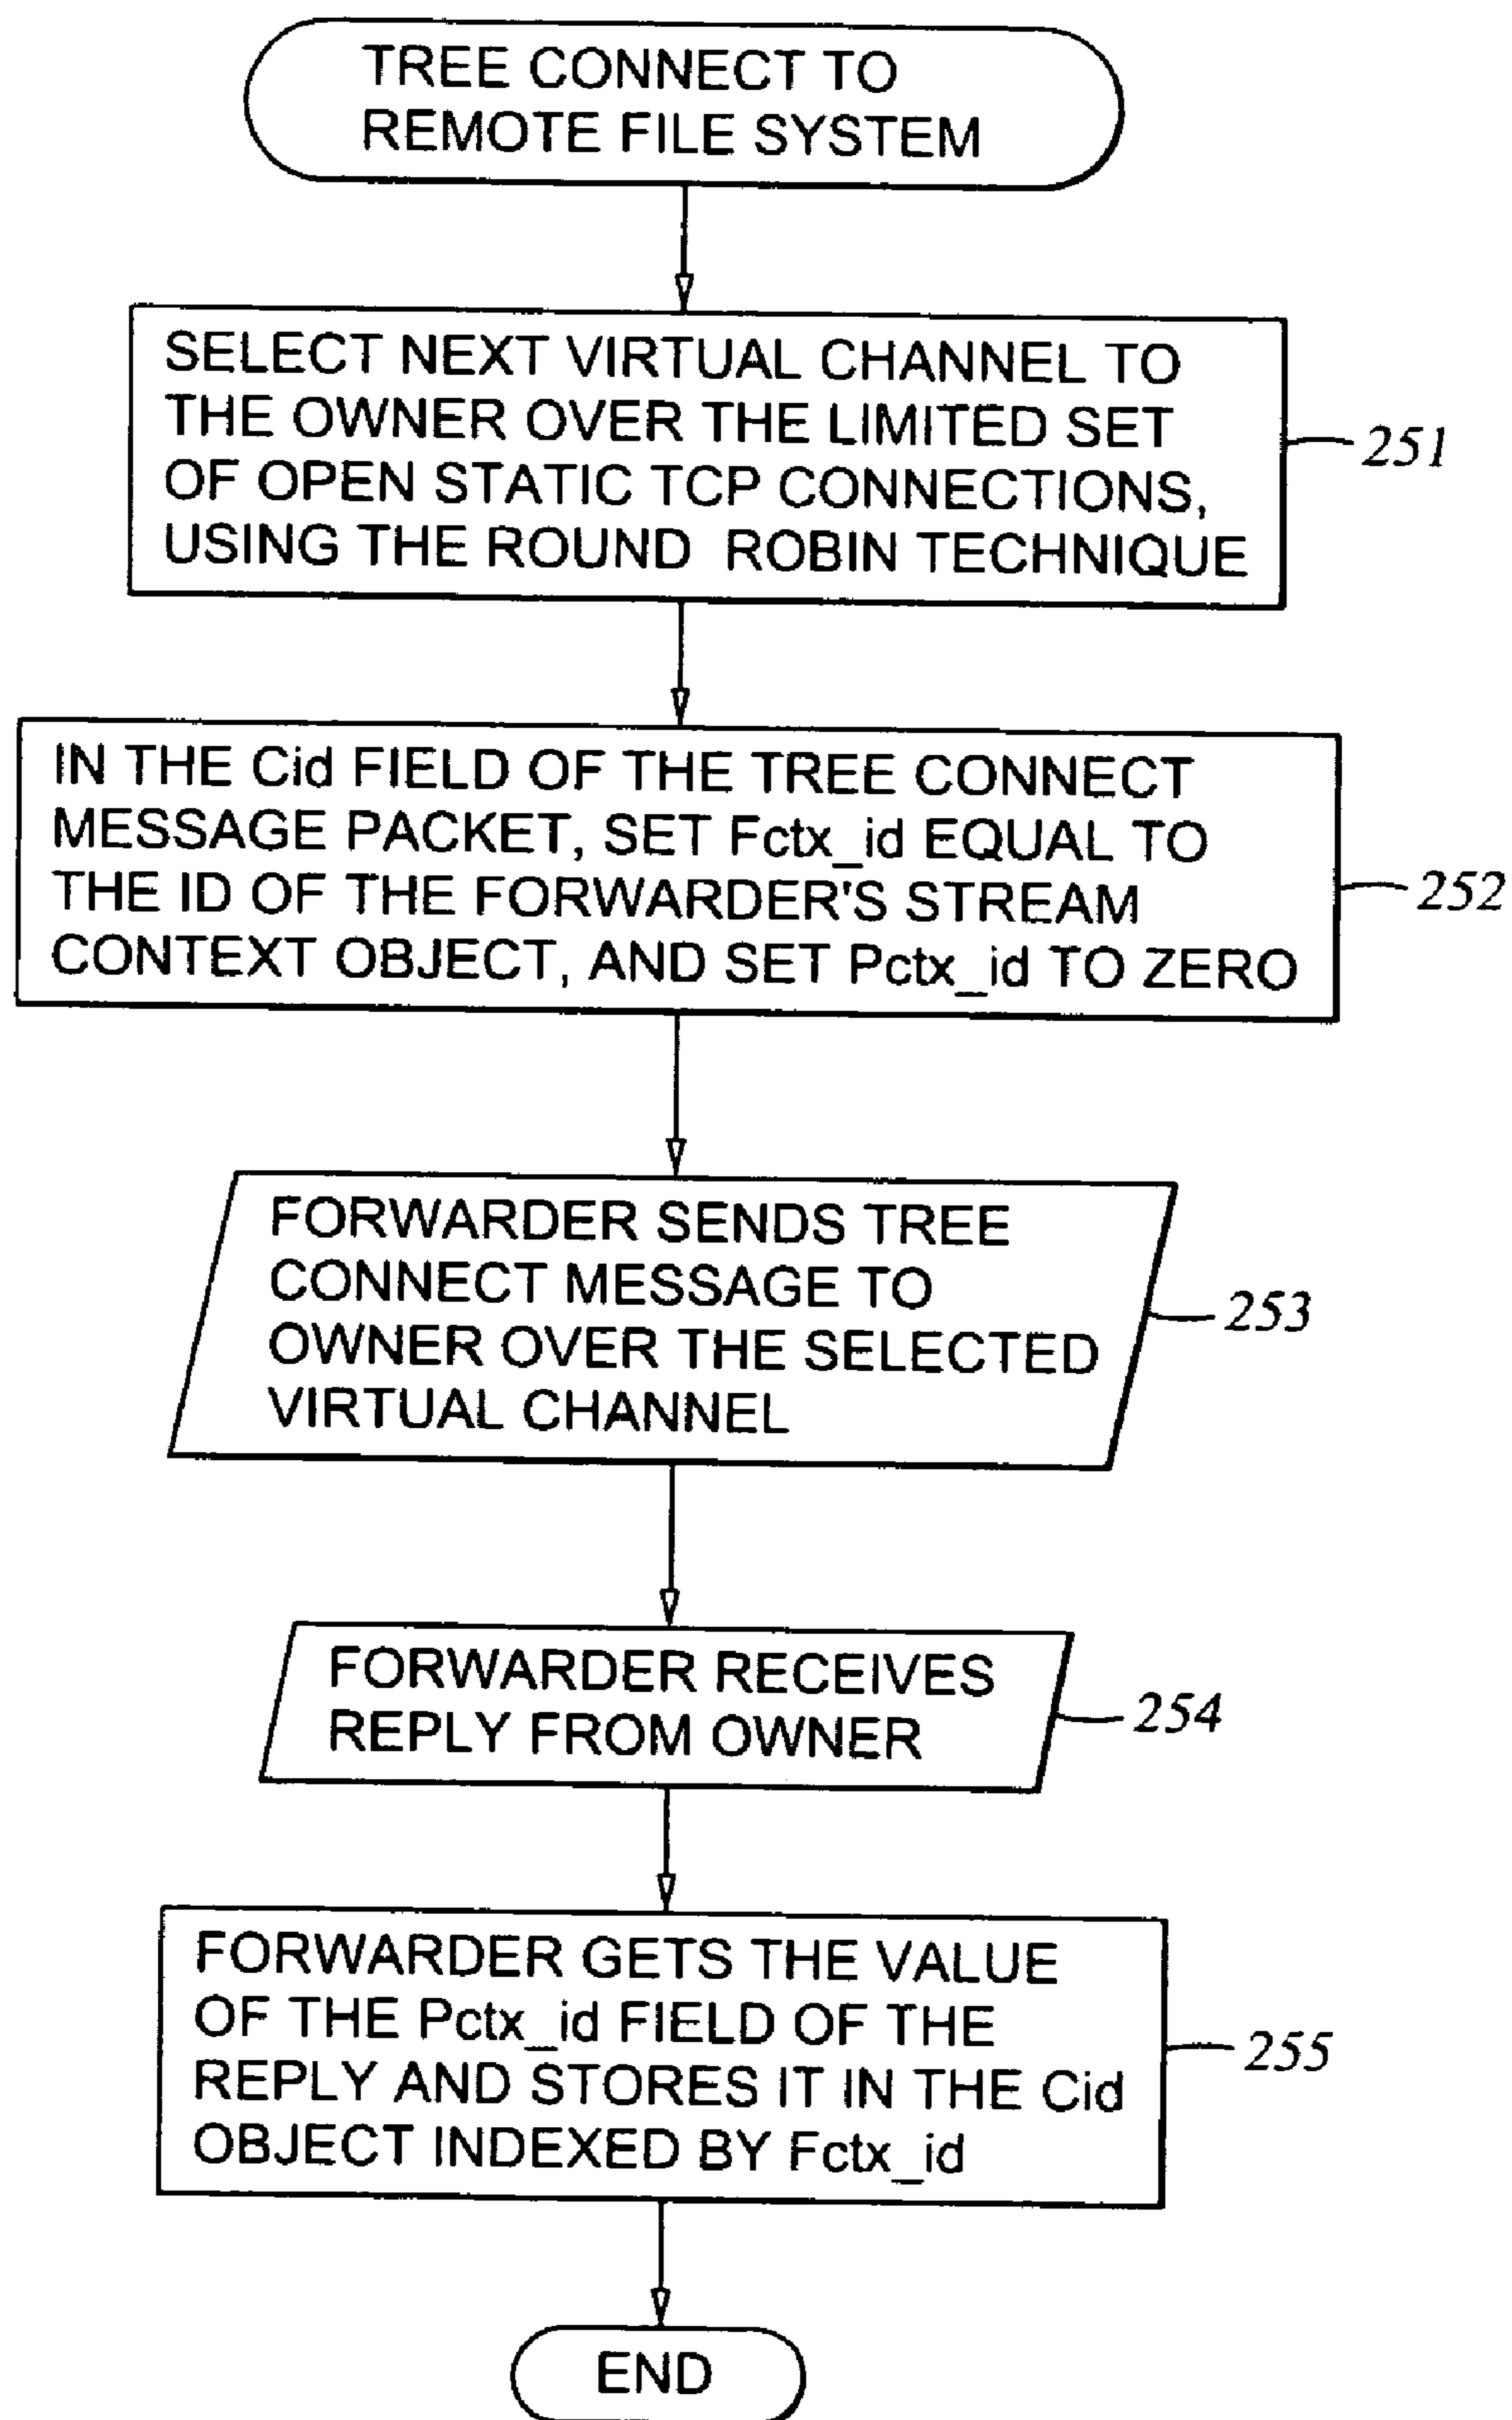 TREE CONNECT TO
REMOTE FILE SYSTEM
SELECT NEXT VIRTUAL CHANNEL TO
THE OWNER OVER THE LIMITED SET
OF OPEN STATIC TCP CONNECTIONS,
USING THE ROUND ROBIN TECHNIQUE
251
IN THE Cid FIELD OF THE TREE CONNECT
MESSAGE PACKET, SET Fctx_id EQUAL TO
THE ID OF THE FORWARDER'S STREAM
CONTEXT OBJECT, AND SET Pctx_id TO ZERO
252
FORWARDER SENDS TREE
CONNECT MESSAGE TO
OWNER OVER THE SELECTED
VIRTUAL CHANNEL
253
FORWARDER RECEIVES
REPLY FROM OWNER
254
FORWARDER GETS THE VALUE
OF THE Pctx_id FIELD OF THE
REPLY AND STORES IT IN THE Cid
OBJECT INDEXED BY Fctx_id
255
END